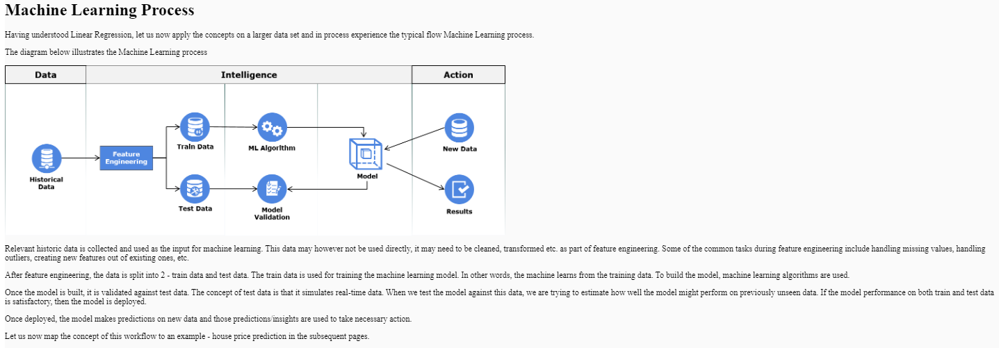 Machine Learning Process
Having understood Linear Regression, let us now apply the concepts on a larger data set and in process experience the typical flow Machine Learning process.
The diagram below illustrates the Machine Learning process
Data
Intelligence
Action
Train Data
ML Algorithm
New Data
Feature
Engineering
Historical
Data
Model
Test Data
Model
Validation
Results
Relevant historic data is collected and used as the input for machine learning. This data may however not be used directly, it may need to be cleaned, transformed etc. as part of feature engineering. Some of the common tasks during feature engineering include handling missing values, handling
outliers, creating new features out of existing ones, etc.
After feature engineering, the data is split into 2 - train data and test data. The train data is used for training the machine learning model. In other words, the machine learns from the training data. To build the model, machine learning algorithms are used.
Once the model is built, it is validated against test data. The concept of test data is that it simulates real-time data. When we test the model against this data, we are trying to estimate how well the model might perform on previously unseen data. If the model performance on both train and test data
is satisfactory, then the model is deployed.
Once deployed, the model makes predictions on new data and those predictions/insights are used to take necessary action.
Let us now map the concept of this workflow to an example - house price prediction in the subsequent pages.